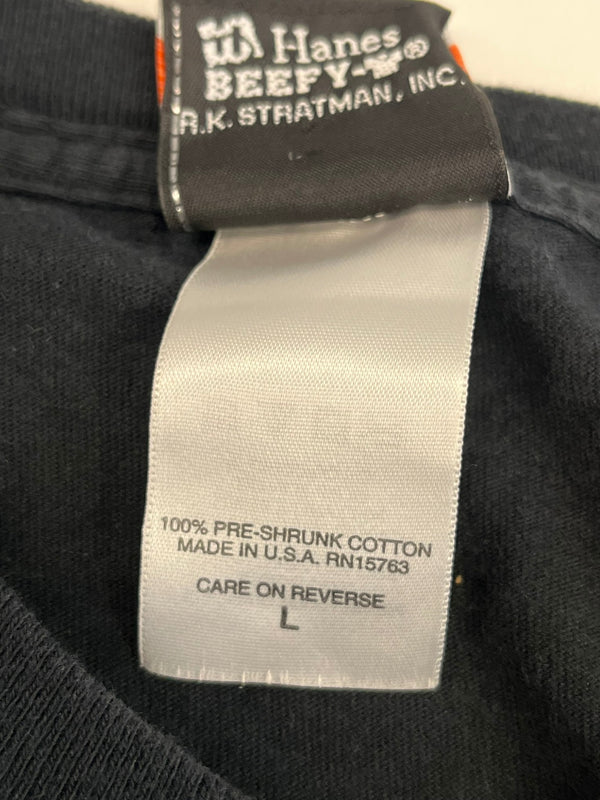 Hanes
BEEFY-T®
R.K. STRATMAN, INC.
100% PRE-SHRUNK COTTON
MADE IN U.S.A. RN15763
CARE ON REVERSE
L